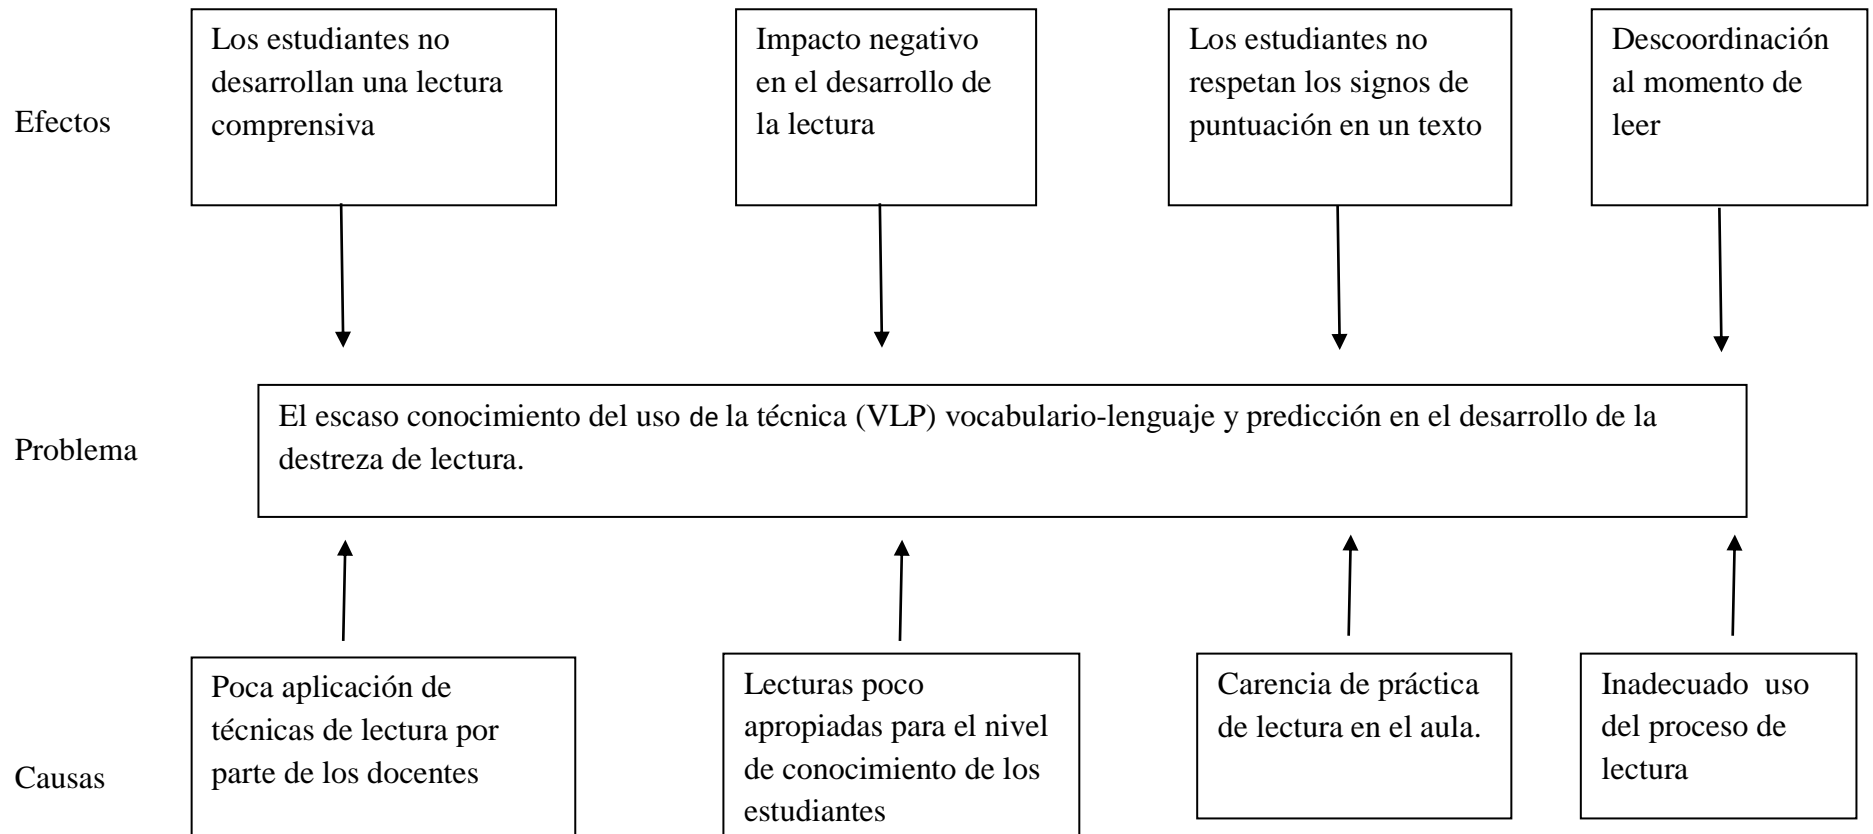 Efectos
Los estudiantes no
desarrollan una lectura
comprensiva
Impacto negativo
en el desarrollo de
la lectura
Los estudiantes no
respetan los signos de
puntuación en un texto
Descoordinación
al momento de
leer
Problema
El escaso conocimiento del uso de la técnica (VLP) vocabulario-lenguaje y predicción en el desarrollo de la
destreza de lectura.
Causas
Poca aplicación de
técnicas de lectura por
parte de los docentes
Lecturas poco
apropiadas para el nivel
de conocimiento de los
estudiantes
Carencia de práctica
de lectura en el aula.
Inadecuado  uso
del proceso de
lectura